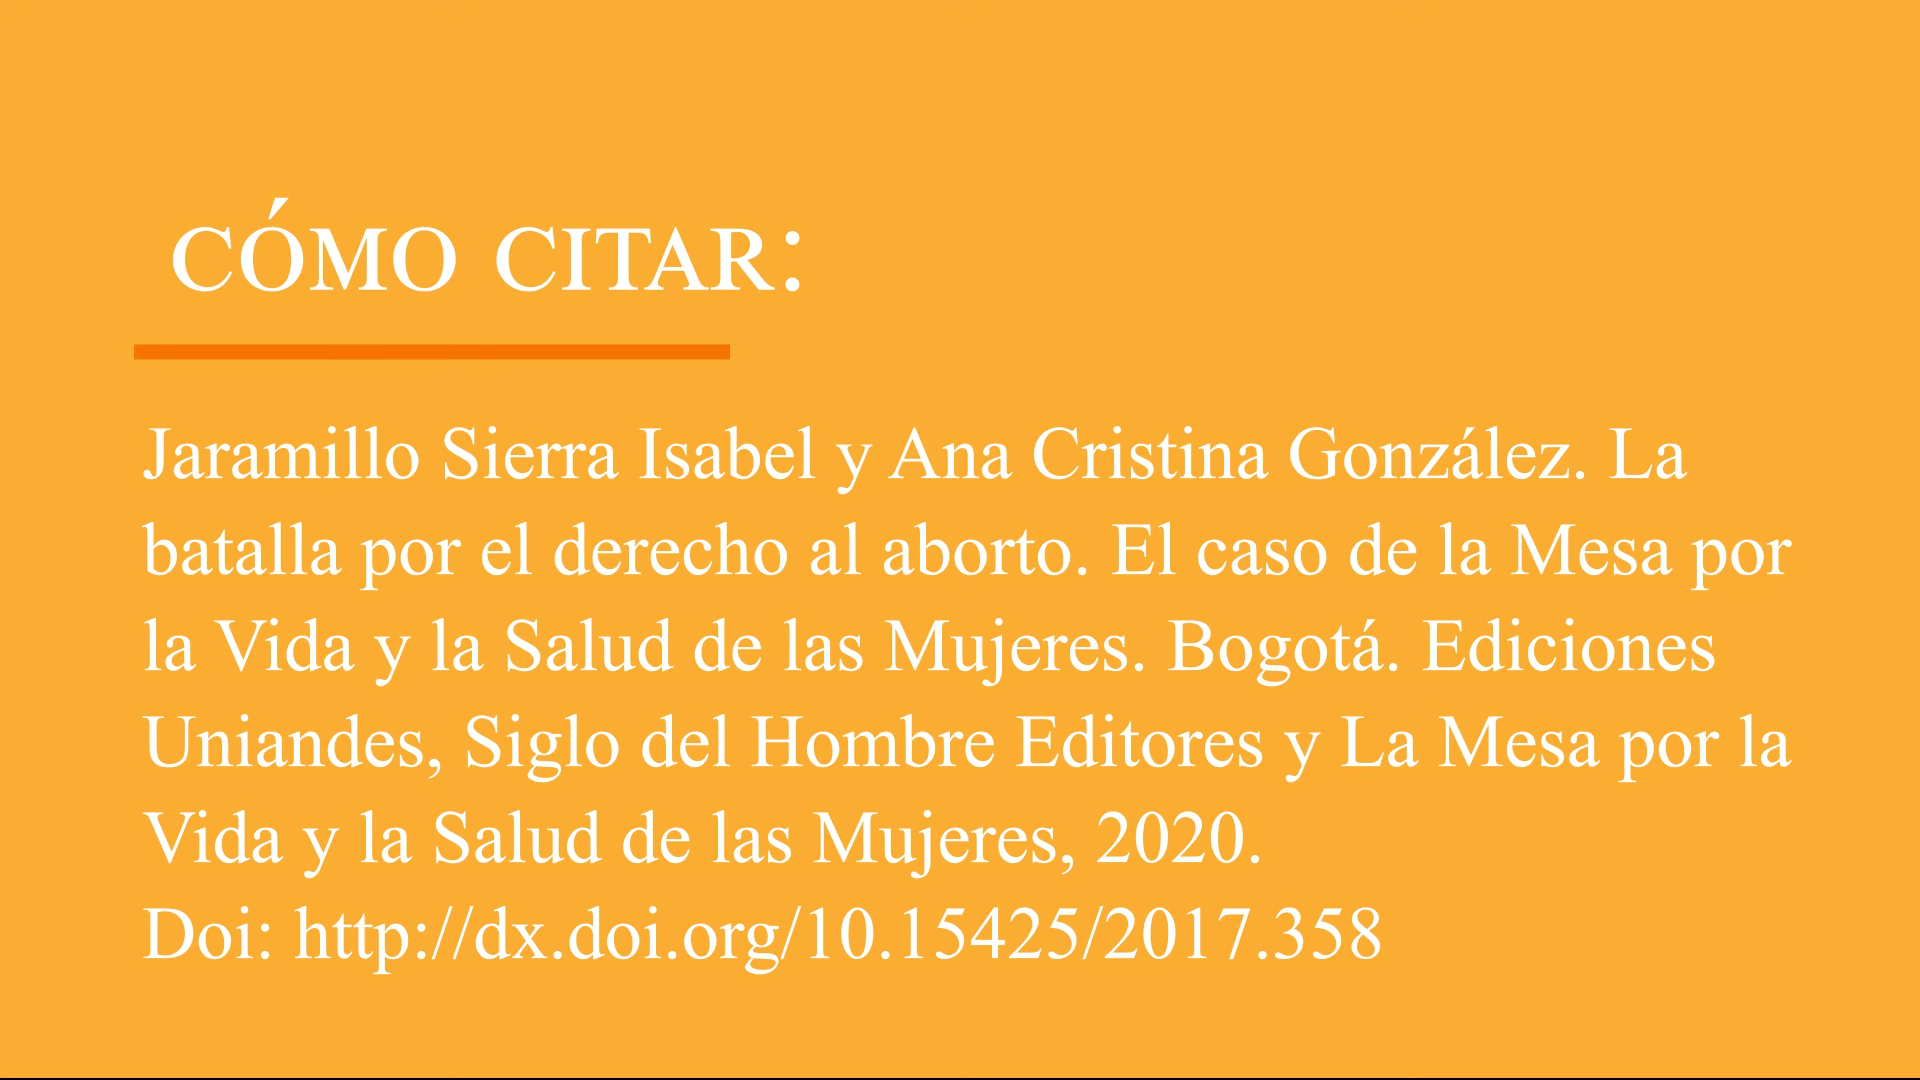 CÓMO CITAR:
Jaramillo Sierra Isabel y Ana Cristina González. La
batalla por el derecho al aborto. El caso de la Mesa por
la Vida y la Salud de las Mujeres. Bogotá. Ediciones
Uniandes, Siglo del Hombre Editores y La Mesa por la
Vida y la Salud de las Mujeres, 2020.
Doi: http://dx.doi.org/10.15425/2017.358